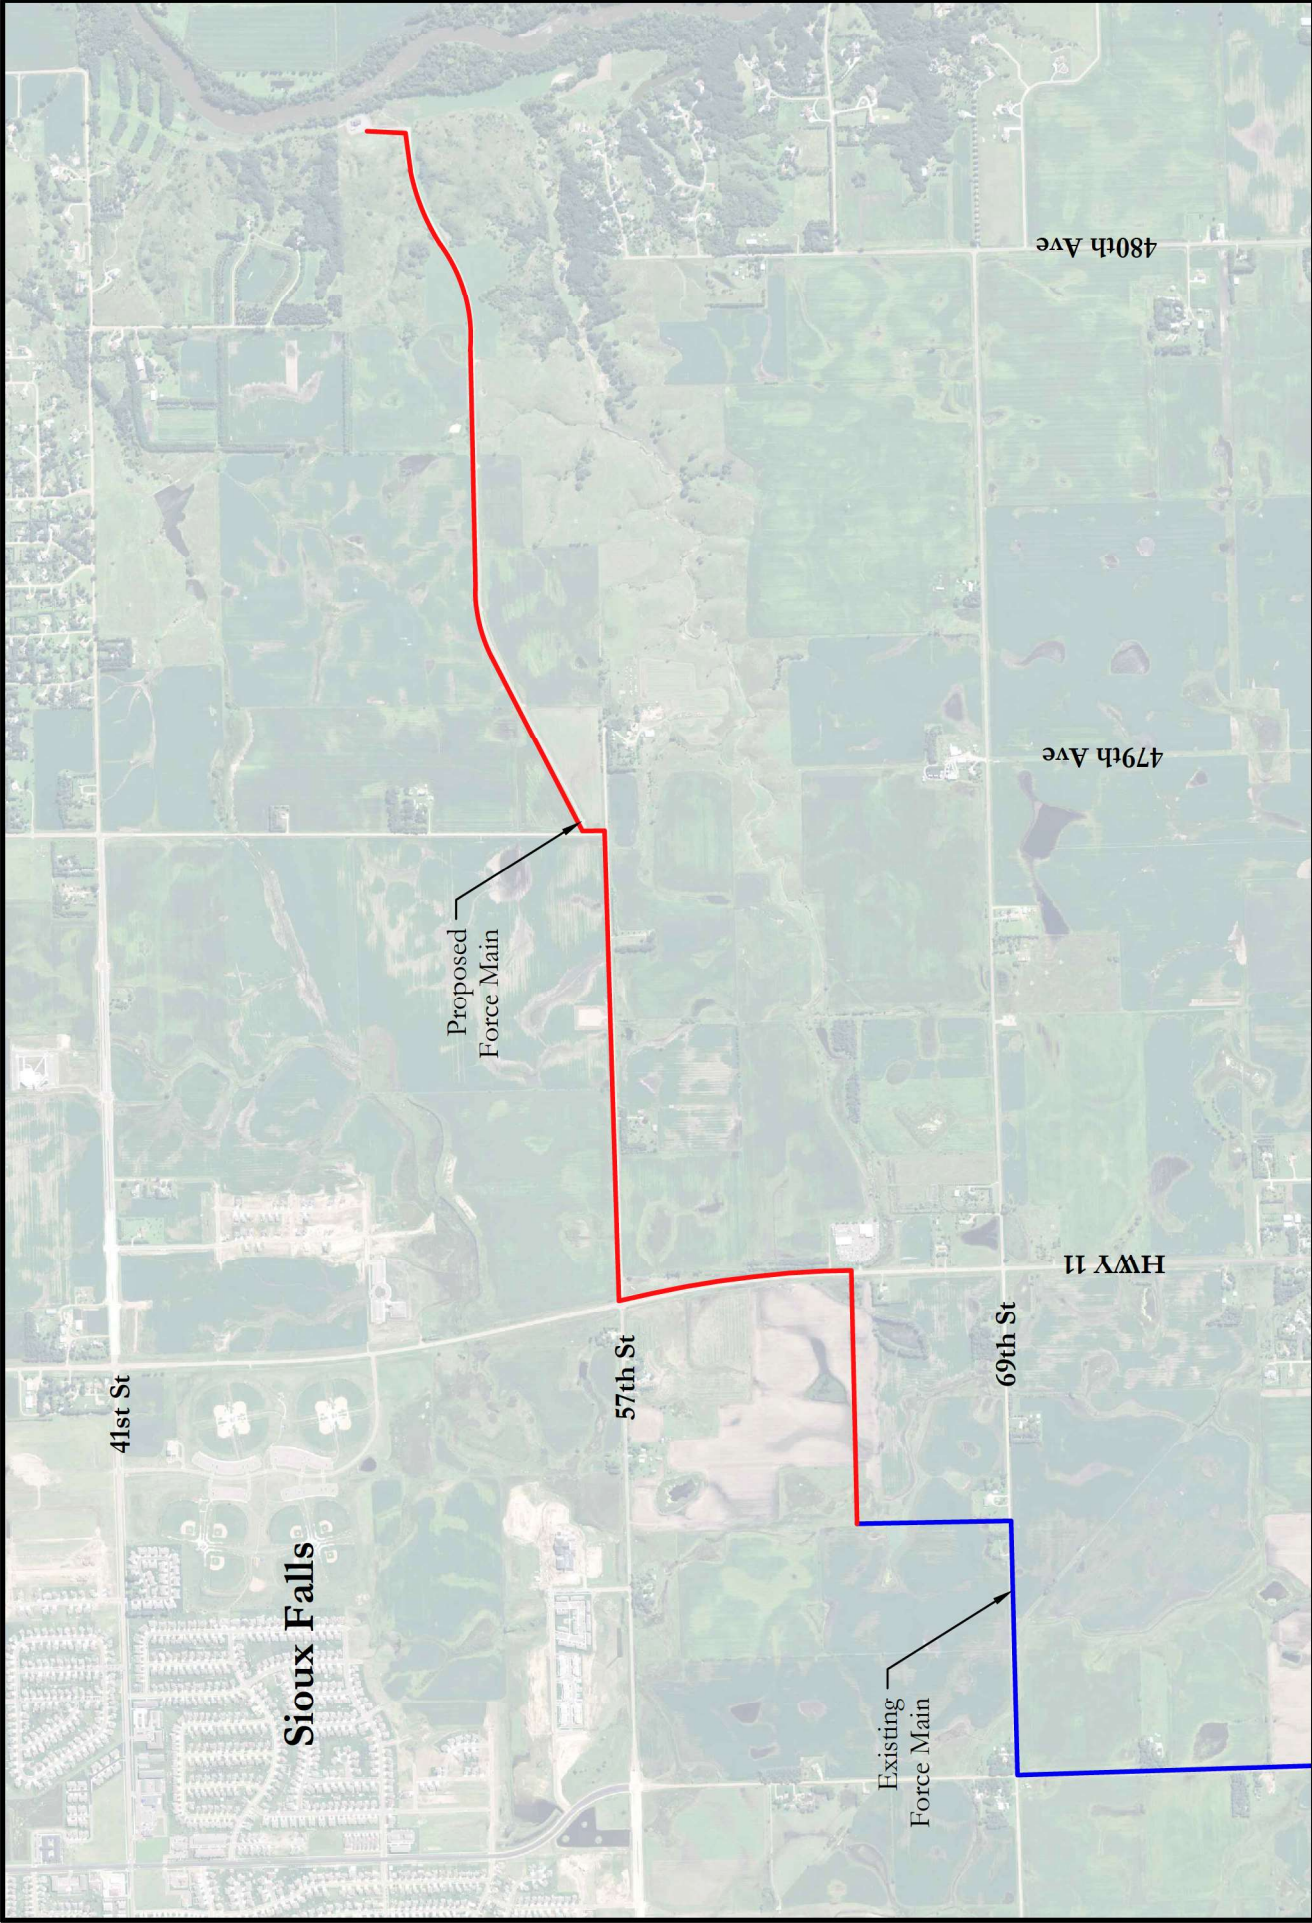 Sioux Falls
41st St
57th St
69th St
HWY 11
479th Ave
480th Ave
Proposed
Force Main
Existing
Force Main